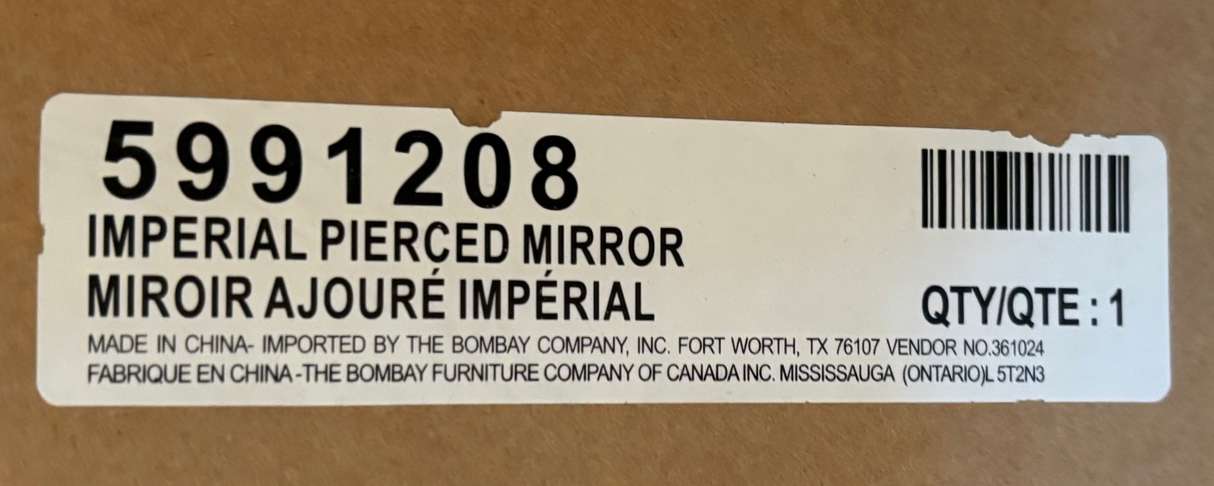 5991208
IMPERIAL PIERCED MIRROR
MIROIR AJOURÉ IMPÉRIAL
QTY/QTE : 1
MADE IN CHINA- IMPORTED BY THE BOMBAY COMPANY, INC. FORT WORTH, TX 76107 VENDOR NO.361024
FABRIQUE EN CHINA -THE BOMBAY FURNITURE COMPANY OF CANADA INC. MISSISSAUGA (ONTARIO)L 5T2N3